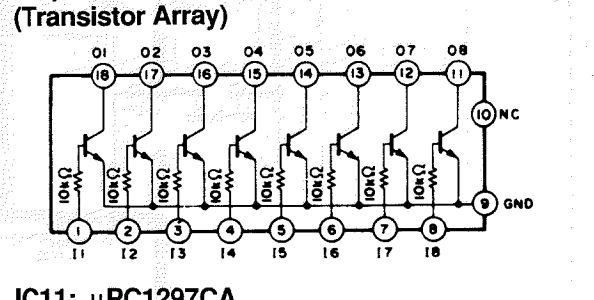 (Transistor Array)
O1 O2 O3 O4 O5 O6 O7 O8
18 17 16 15 14 13 12 11
10 NC
10kΩ 10kΩ 10kΩ 10kΩ 10kΩ 10kΩ 10kΩ 10kΩ
9 GND
1 2 3 4 5 6 7 8
I1 I2 I3 I4 I5 I6 I7 I8
IC11: μPC1297CA